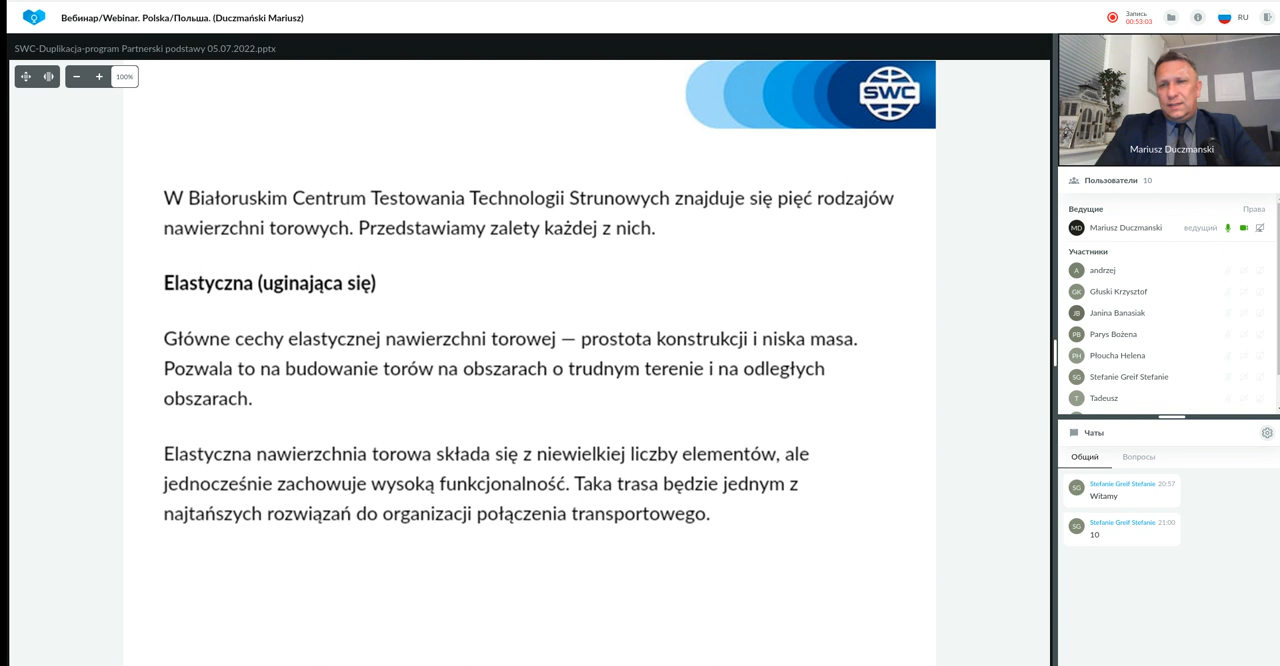 Вебинар/Webinar. Polska/Польша. (Duczmański Mariusz)
Запись
00:53:03
RU
SWC-Duplikacja-program Partnerski podstawy 05.07.2022.pptx
100%
SWC
W Białoruskim Centrum Testowania Technologii Strunowych znajduje się pięć rodzajów
nawierzchni torowych. Przedstawiamy zalety każdej z nich.
Elastyczna (uginająca się)
Główne cechy elastycznej nawierzchni torowej — prostota konstrukcji i niska masa.
Pozwala to na budowanie torów na obszarach o trudnym terenie i na odległych
obszarach.
Elastyczna nawierzchnia torowa składa się z niewielkiej liczby elementów, ale
jednocześnie zachowuje wysoką funkcjonalność. Taka trasa będzie jednym z
najtańszych rozwiązań do organizacji połączenia transportowego.
Mariusz Duczmanski
Пользователи 10
Ведущие Права
MD Mariusz Duczmanski ведущий
Участники
A andrzej
GK Głuski Krzysztof
JB Janina Banasiak
PB Parys Bożena
PH Płoucha Helena
SG Stefanie Greif Stefanie
T Tadeusz
Чаты
Общий Вопросы
SG Stefanie Greif Stefanie 20:57
Witamy
SG Stefanie Greif Stefanie 21:00
10